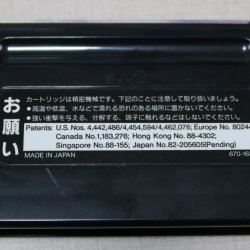 お願い
カートリッジは精密機械です。下記のことに注意して取り扱いましょう。
●高温や低温、水などで濡れる恐れのある場所に置かないでください。
●強い衝撃を与える、分解する、端子に触れるなどはしないでください。
Patents: U.S. Nos. 4,442,486/4,454,594/4,462,076; Europe No. 80244
Canada No. 1,183,276; Hong Kong No. 88-4302;
Singapore No. 88-155; Japan No. 82-205605(Pending)
MADE IN JAPAN
670-16